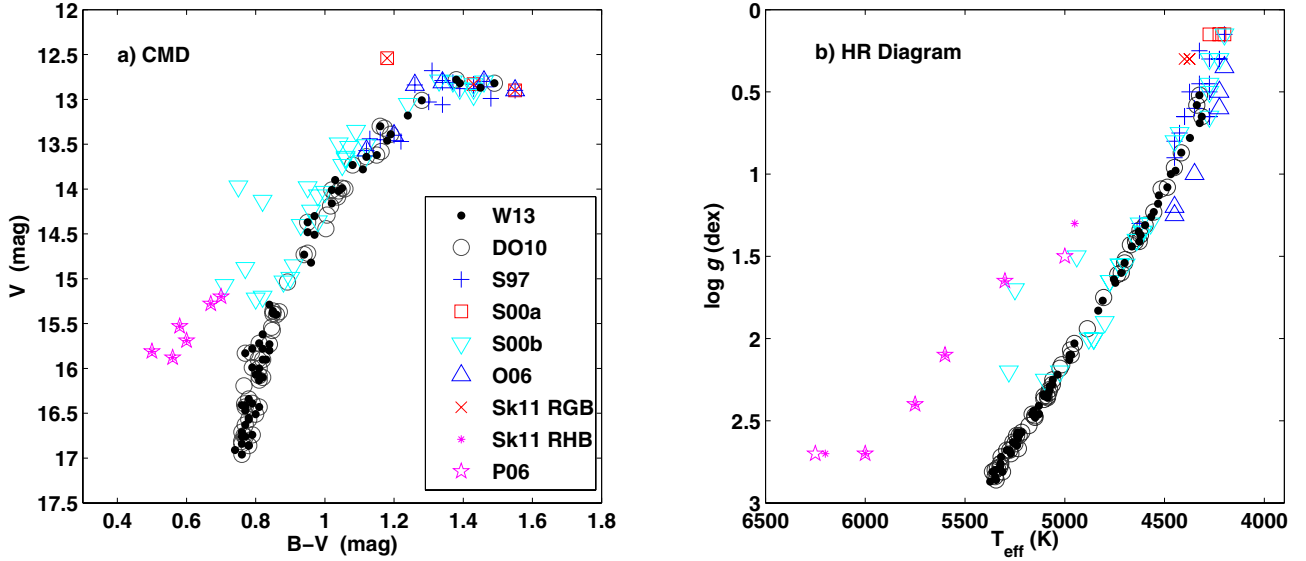 a) CMD
12
12.5
13
13.5
14
14.5
15
15.5
16
16.5
17
17.5
V (mag)
0.4 0.6 0.8 1 1.2 1.4 1.6 1.8
B−V (mag)
W13
DO10
S97
S00a
S00b
O06
Sk11 RGB
Sk11 RHB
P06
b) HR Diagram
0
0.5
1
1.5
2
2.5
3
log g (dex)
6500 6000 5500 5000 4500 4000
T_eff (K)